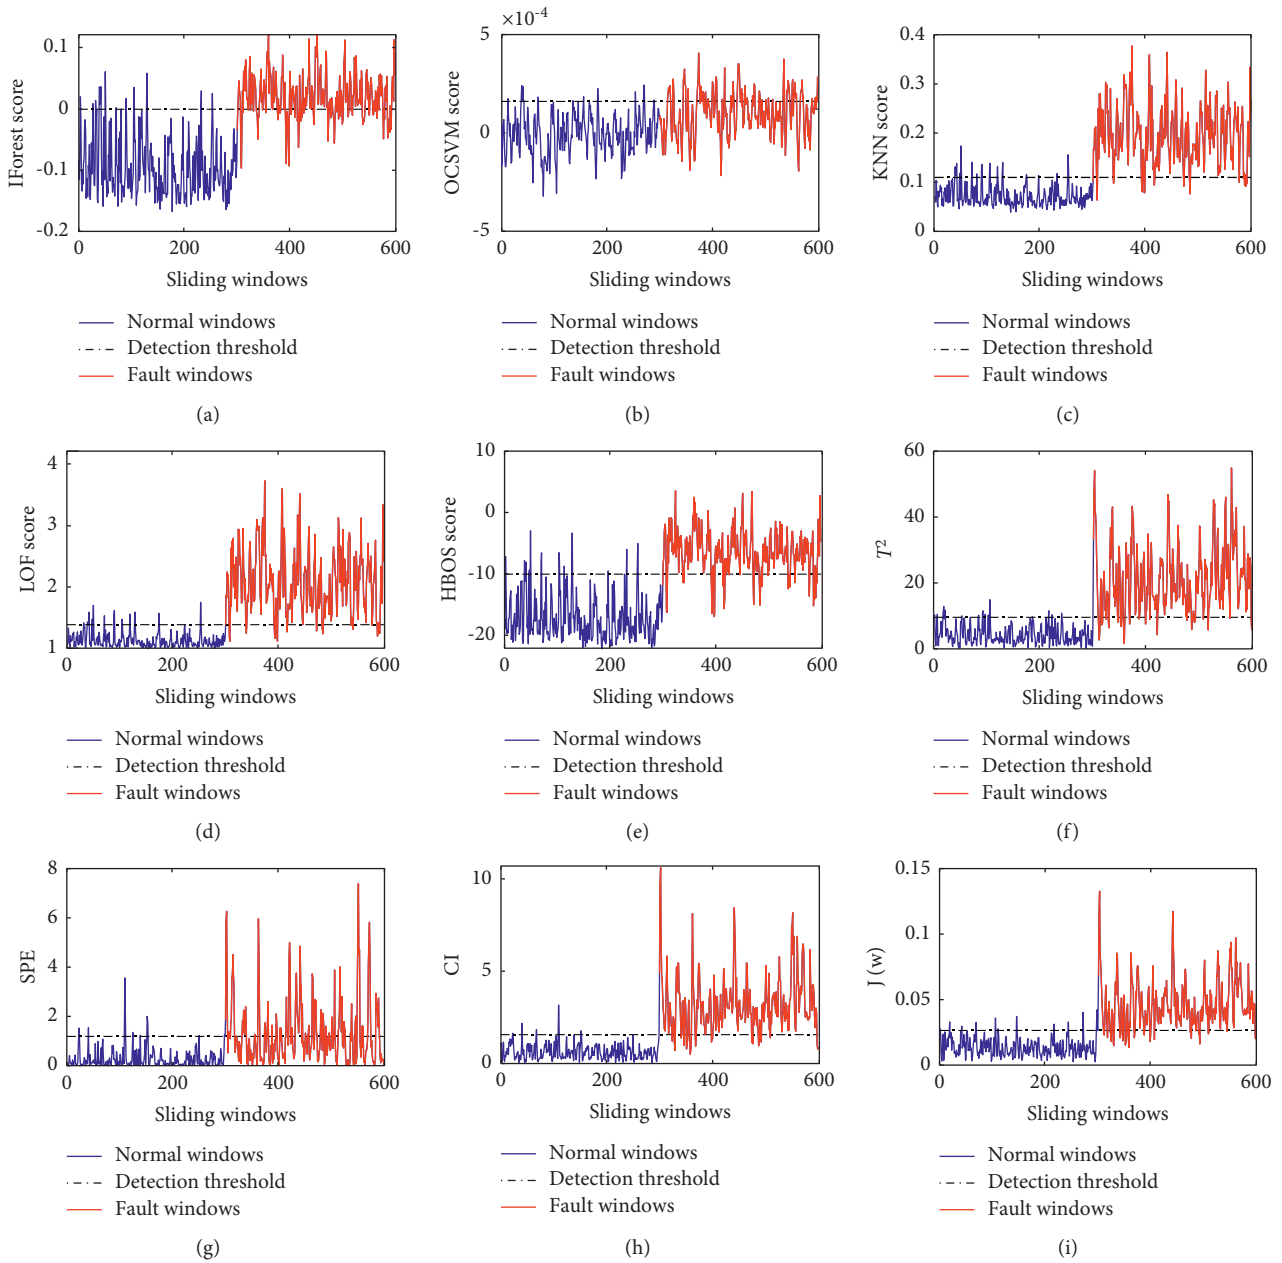 IForest score
0.1
0
-0.1
-0.2
0
200
400
600
Sliding windows
Normal windows
Detection threshold
Fault windows
(a)
×10⁻⁴
OCSVM score
5
0
-5
0
200
400
600
Sliding windows
Normal windows
Detection threshold
Fault windows
(b)
KNN score
0.4
0.3
0.2
0.1
0
0
200
400
600
Sliding windows
Normal windows
Detection threshold
Fault windows
(c)
LOF score
4
3
2
1
0
200
400
600
Sliding windows
Normal windows
Detection threshold
Fault windows
(d)
HBOS score
10
0
-10
-20
0
200
400
600
Sliding windows
Normal windows
Detection threshold
Fault windows
(e)
T²
60
40
20
0
0
200
400
600
Sliding windows
Normal windows
Detection threshold
Fault windows
(f)
SPE
8
6
4
2
0
0
200
400
600
Sliding windows
Normal windows
Detection threshold
Fault windows
(g)
CI
10
5
0
0
200
400
600
Sliding windows
Normal windows
Detection threshold
Fault windows
(h)
J (w)
0.15
0.1
0.05
0
0
200
400
600
Sliding windows
Normal windows
Detection threshold
Fault windows
(i)